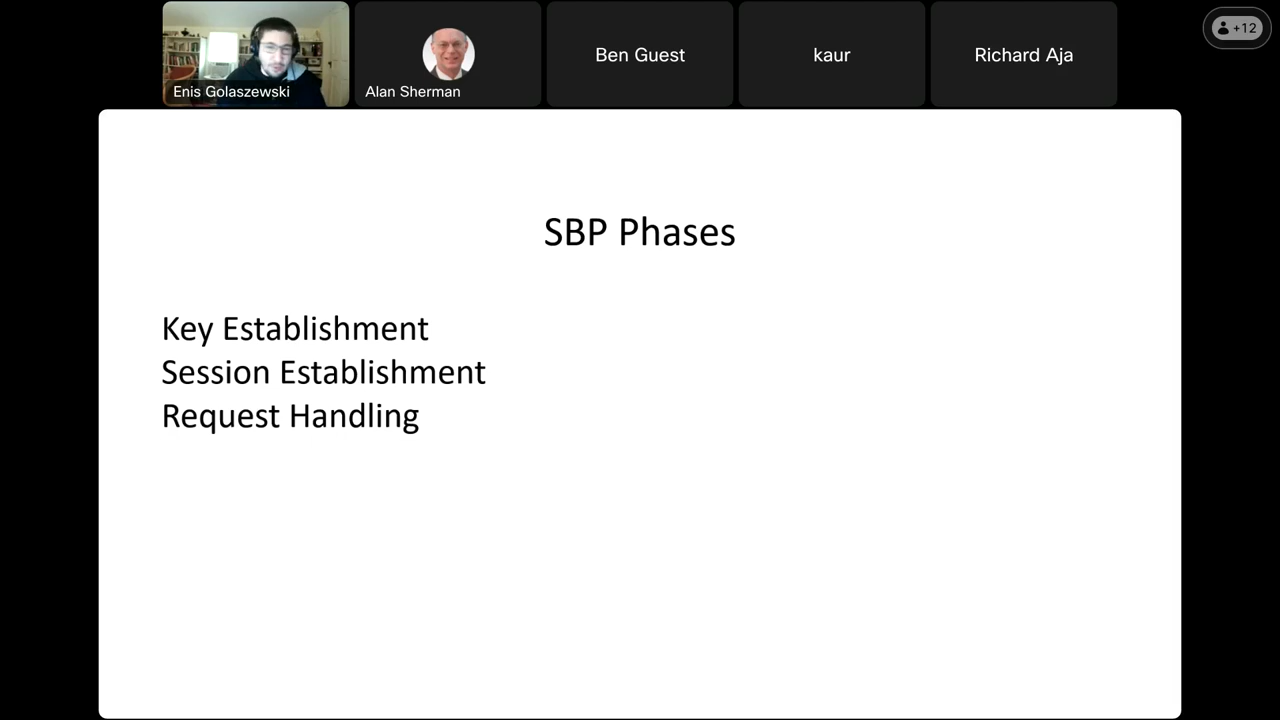 Enis Golaszewski
Alan Sherman
Ben Guest
kaur
Richard Aja
+12
SBP Phases
Key Establishment
Session Establishment
Request Handling